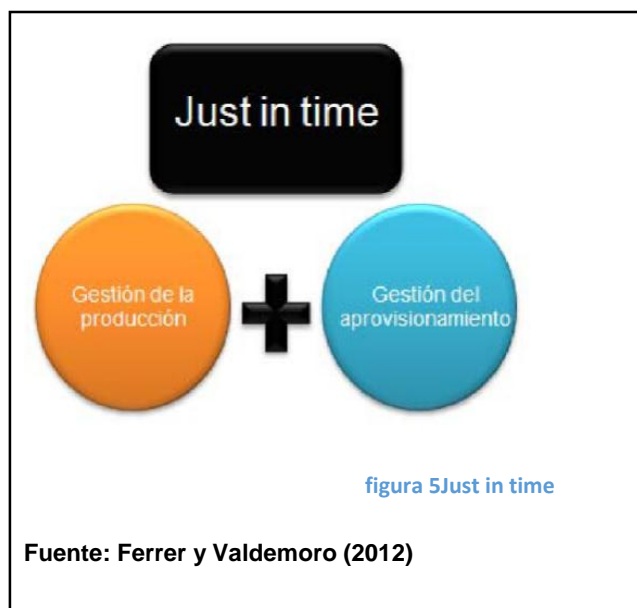 Just in time
Gestión de la
producción
Gestión del
aprovisionamiento
figura 5Just in time
Fuente: Ferrer y Valdemoro (2012)